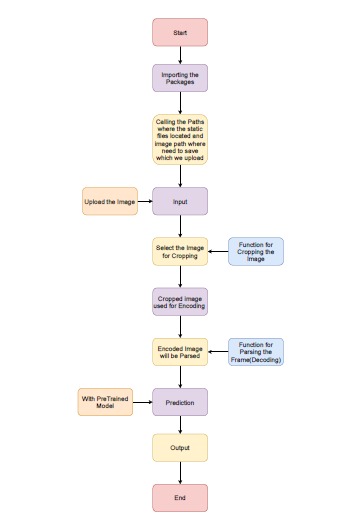 Start
Importing the
Packages
Calling the Paths
where the static
files located end
image path where
need to save
which we upload
Upload the Image
Input
Select the Image
for Cropping
Function for
Cropping the
Image
Cropped image
used for Encoding
Encoded Image
will be Parsed
Function for
Parsing the
Frame(Decoding)
With PreTrained
Model
Prediction
Output
End